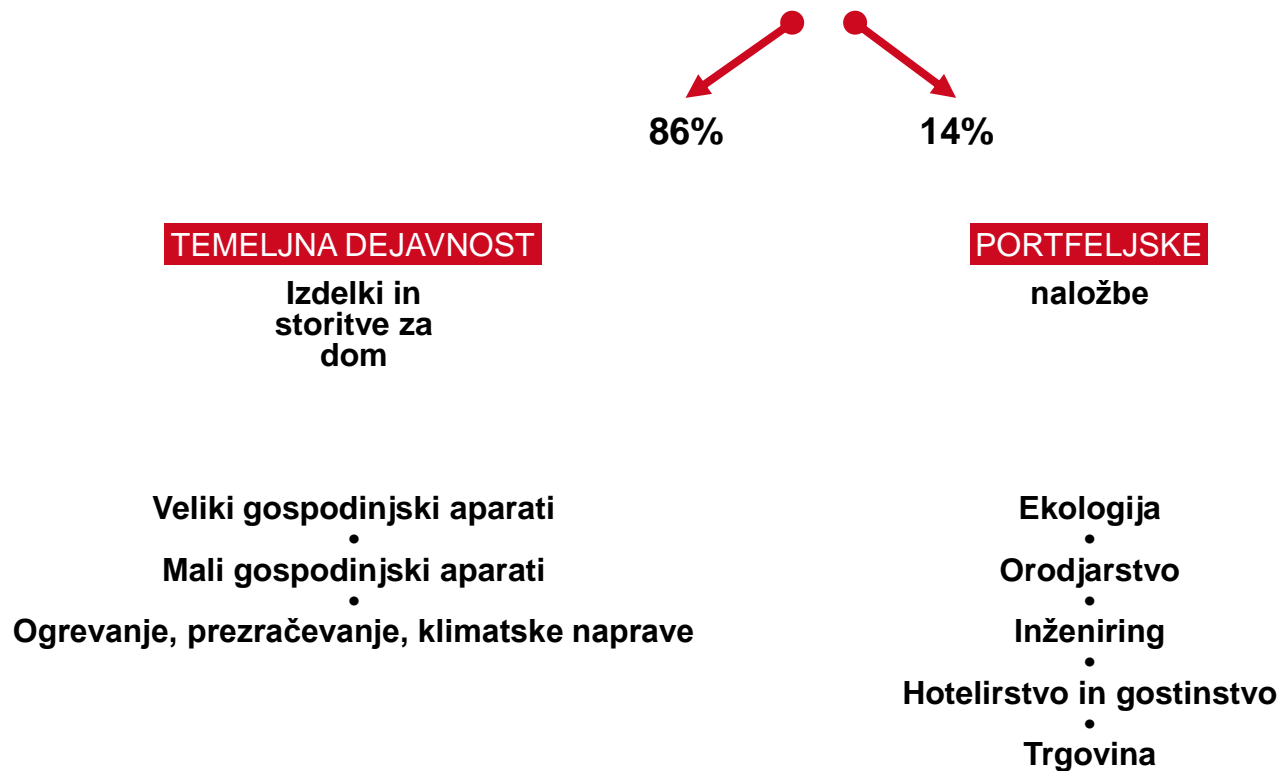 86%
14%
TEMELJNA DEJAVNOST
Izdelki in
storitve za
dom
PORTFELJSKE
naložbe
Veliki gospodinjski aparati
•
Mali gospodinjski aparati
•
Ogrevanje, prezračevanje, klimatske naprave
Ekologija
•
Orodjarstvo
•
Inženiring
•
Hotelirstvo in gostinstvo
•
Trgovina